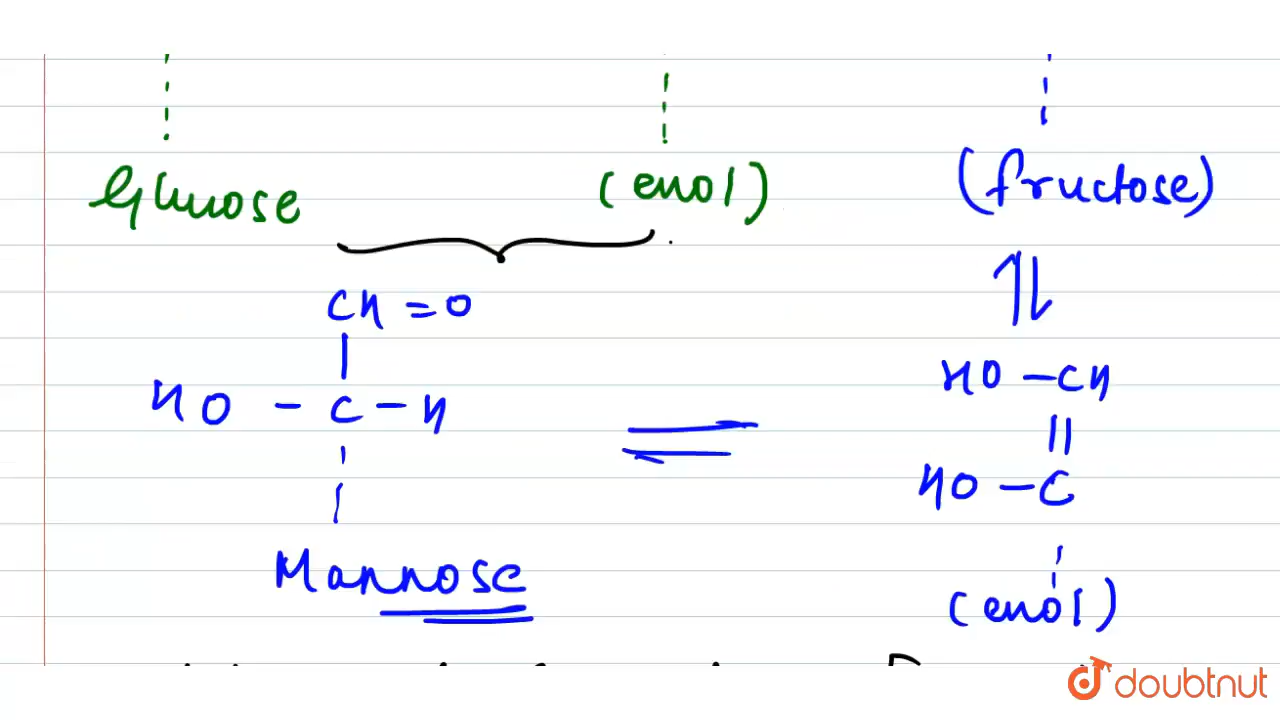 Glucose (enol) (fructose)
CH = O
HO - C - H
Mannose
HO - CH
||
HO - C
(enol)
doubtnut